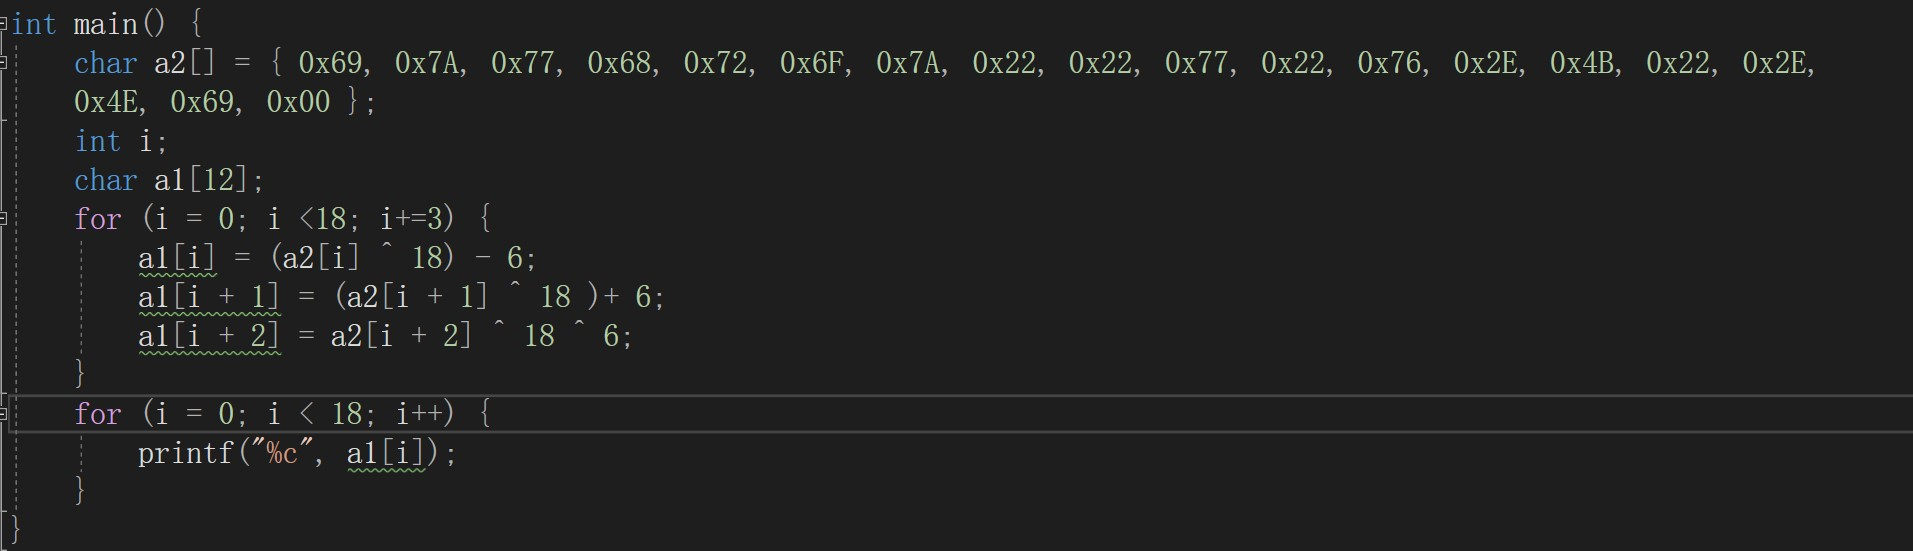 int main() {
char a2[] = { 0x69, 0x7A, 0x77, 0x68, 0x72, 0x6F, 0x7A, 0x22, 0x22, 0x77, 0x22, 0x76, 0x2E, 0x4B, 0x22, 0x2E,
0x4E, 0x69, 0x00 };
int i;
char a1[12];
for (i = 0; i <18; i+=3) {
a1[i] = (a2[i] ^ 18) - 6;
a1[i + 1] = (a2[i + 1] ^ 18 )+ 6;
a1[i + 2] = a2[i + 2] ^ 18 ^ 6;
}
for (i = 0; i < 18; i++) {
printf("%c", a1[i]);
}
}